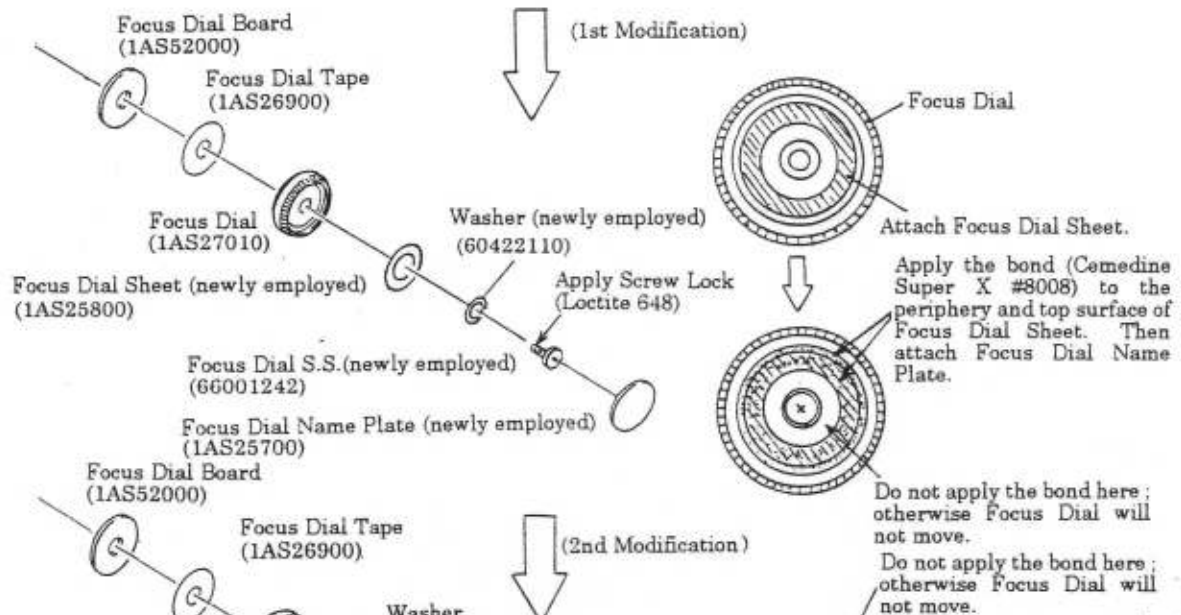 Focus Dial Board
(1AS52000)
Focus Dial Tape
(1AS26900)
Focus Dial
(1AS27010)
Focus Dial Sheet (newly employed)
(1AS25800)
Washer (newly employed)
(60422110)
Apply Screw Lock
(Loctite 648)
Focus Dial S.S.(newly employed)
(66001242)
Focus Dial Name Plate (newly employed)
(1AS25700)
(1st Modification)
Focus Dial
Attach Focus Dial Sheet.
Apply the bond (Cemedine
Super X #8008) to the
periphery and top surface of
Focus Dial Sheet. Then
attach Focus Dial Name
Plate.
Do not apply the bond here ;
otherwise Focus Dial will
not move.
Focus Dial Board
(1AS52000)
Focus Dial Tape
(1AS26900)
Washer
(2nd Modification)
Do not apply the bond here ;
otherwise Focus Dial will
not move.